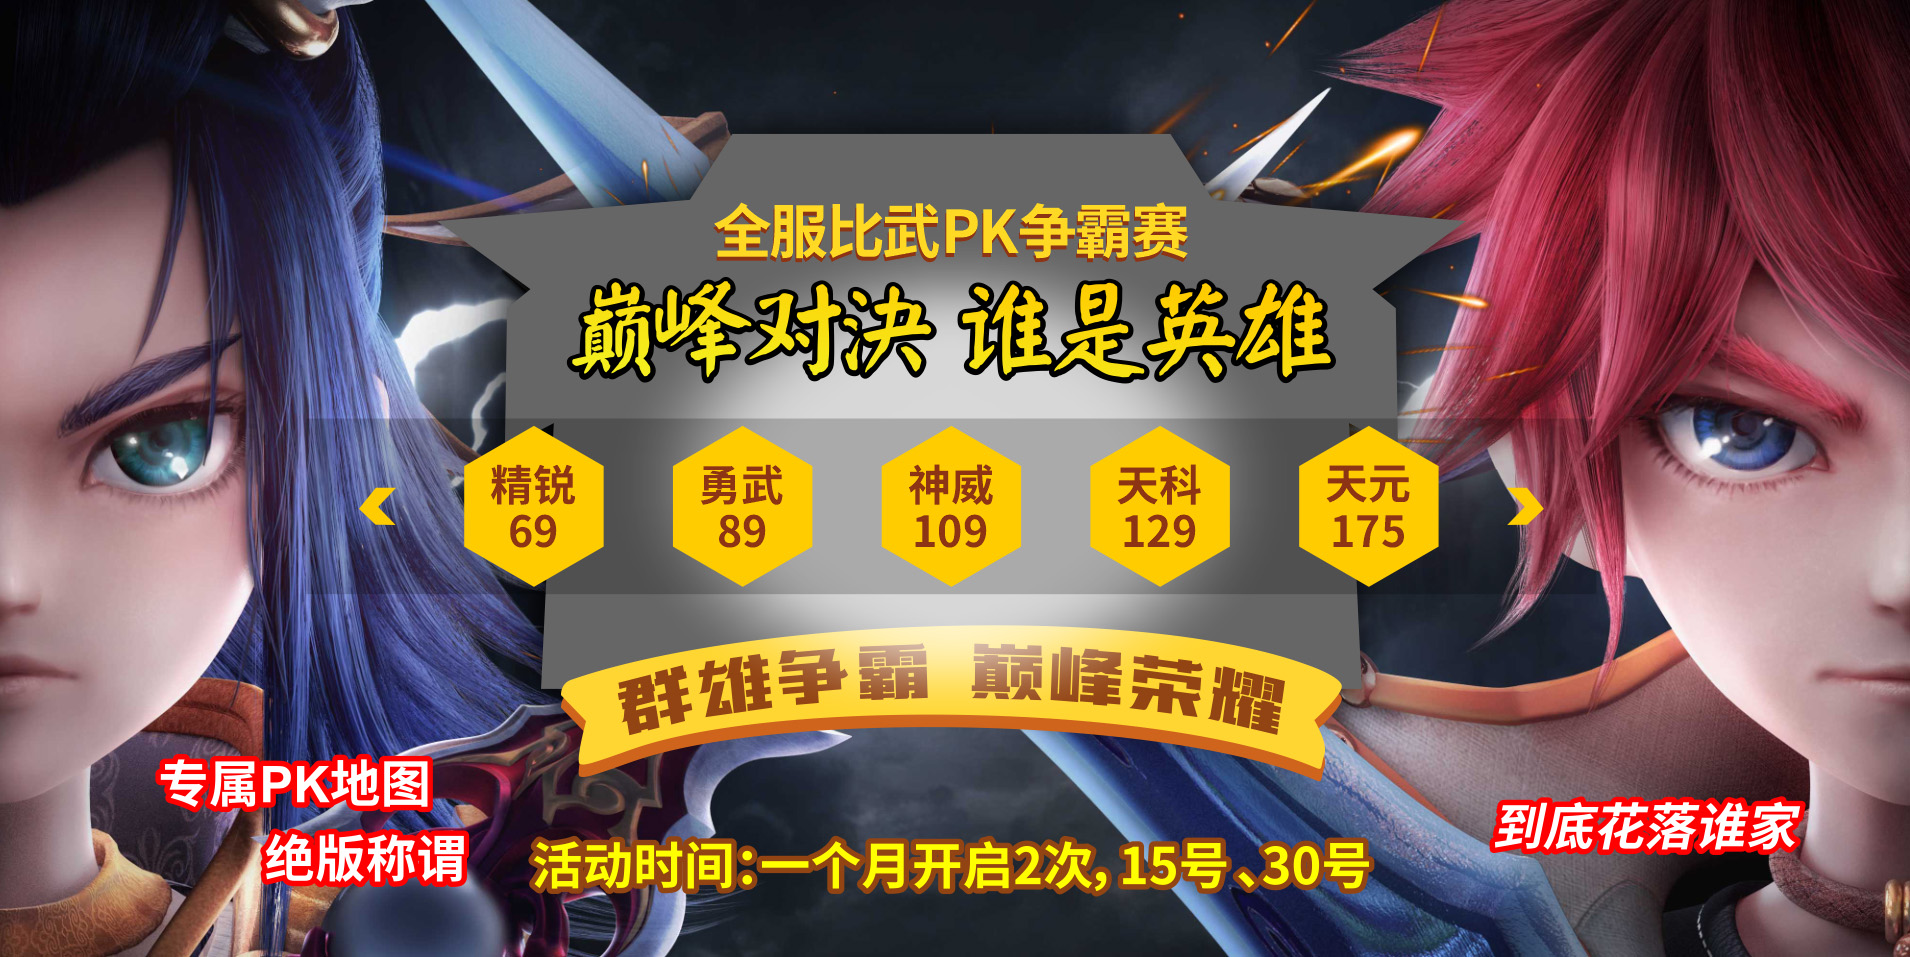 全服比武PK争霸赛
巅峰对决 谁是英雄
精锐
69
勇武
89
神威
109
天科
129
天元
175
群雄争霸 巅峰荣耀
专属PK地图
绝版称谓
到底花落谁家
活动时间：一个月开启2次，15号、30号